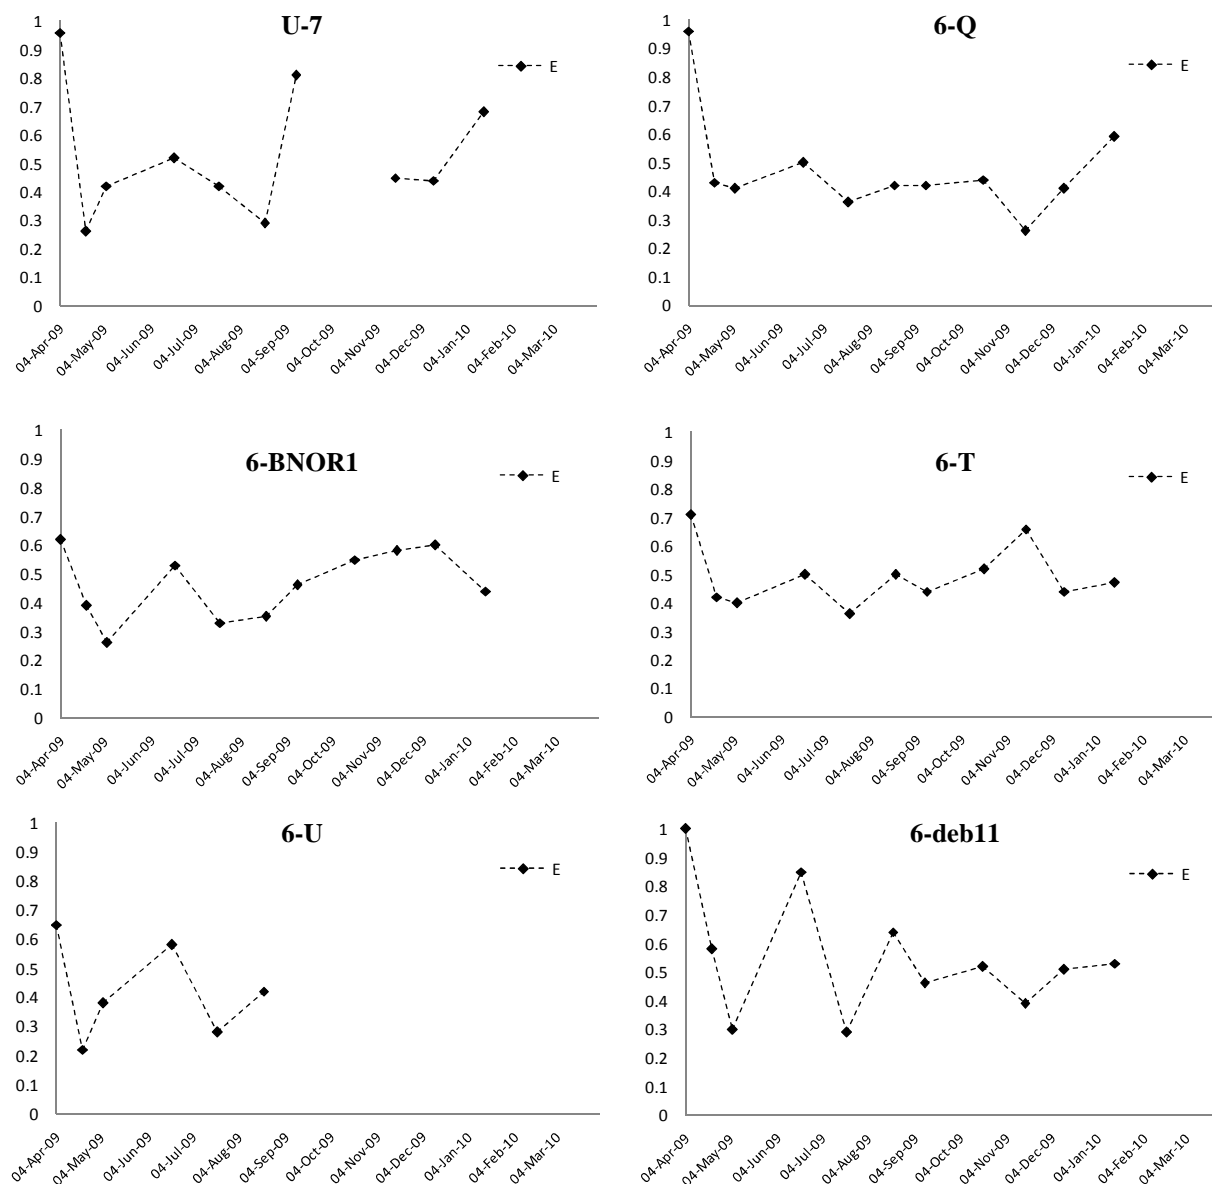 U-7
E
1
0.9
0.8
0.7
0.6
0.5
0.4
0.3
0.2
0.1
0
04-Apr-09
04-May-09
04-Jun-09
04-Jul-09
04-Aug-09
04-Sep-09
04-Oct-09
04-Nov-09
04-Dec-09
04-Jan-10
04-Feb-10
04-Mar-10
6-Q
E
1
0.9
0.8
0.7
0.6
0.5
0.4
0.3
0.2
0.1
0
04-Apr-09
04-May-09
04-Jun-09
04-Jul-09
04-Aug-09
04-Sep-09
04-Oct-09
04-Nov-09
04-Dec-09
04-Jan-10
04-Feb-10
04-Mar-10
6-BNOR1
E
1
0.9
0.8
0.7
0.6
0.5
0.4
0.3
0.2
0.1
0
04-Apr-09
04-May-09
04-Jun-09
04-Jul-09
04-Aug-09
04-Sep-09
04-Oct-09
04-Nov-09
04-Dec-09
04-Jan-10
04-Feb-10
04-Mar-10
6-T
E
1
0.9
0.8
0.7
0.6
0.5
0.4
0.3
0.2
0.1
0
04-Apr-09
04-May-09
04-Jun-09
04-Jul-09
04-Aug-09
04-Sep-09
04-Oct-09
04-Nov-09
04-Dec-09
04-Jan-10
04-Feb-10
04-Mar-10
6-U
E
1
0.9
0.8
0.7
0.6
0.5
0.4
0.3
0.2
0.1
0
04-Apr-09
04-May-09
04-Jun-09
04-Jul-09
04-Aug-09
04-Sep-09
04-Oct-09
04-Nov-09
04-Dec-09
04-Jan-10
04-Feb-10
04-Mar-10
6-deb11
E
1
0.9
0.8
0.7
0.6
0.5
0.4
0.3
0.2
0.1
0
04-Apr-09
04-May-09
04-Jun-09
04-Jul-09
04-Aug-09
04-Sep-09
04-Oct-09
04-Nov-09
04-Dec-09
04-Jan-10
04-Feb-10
04-Mar-10